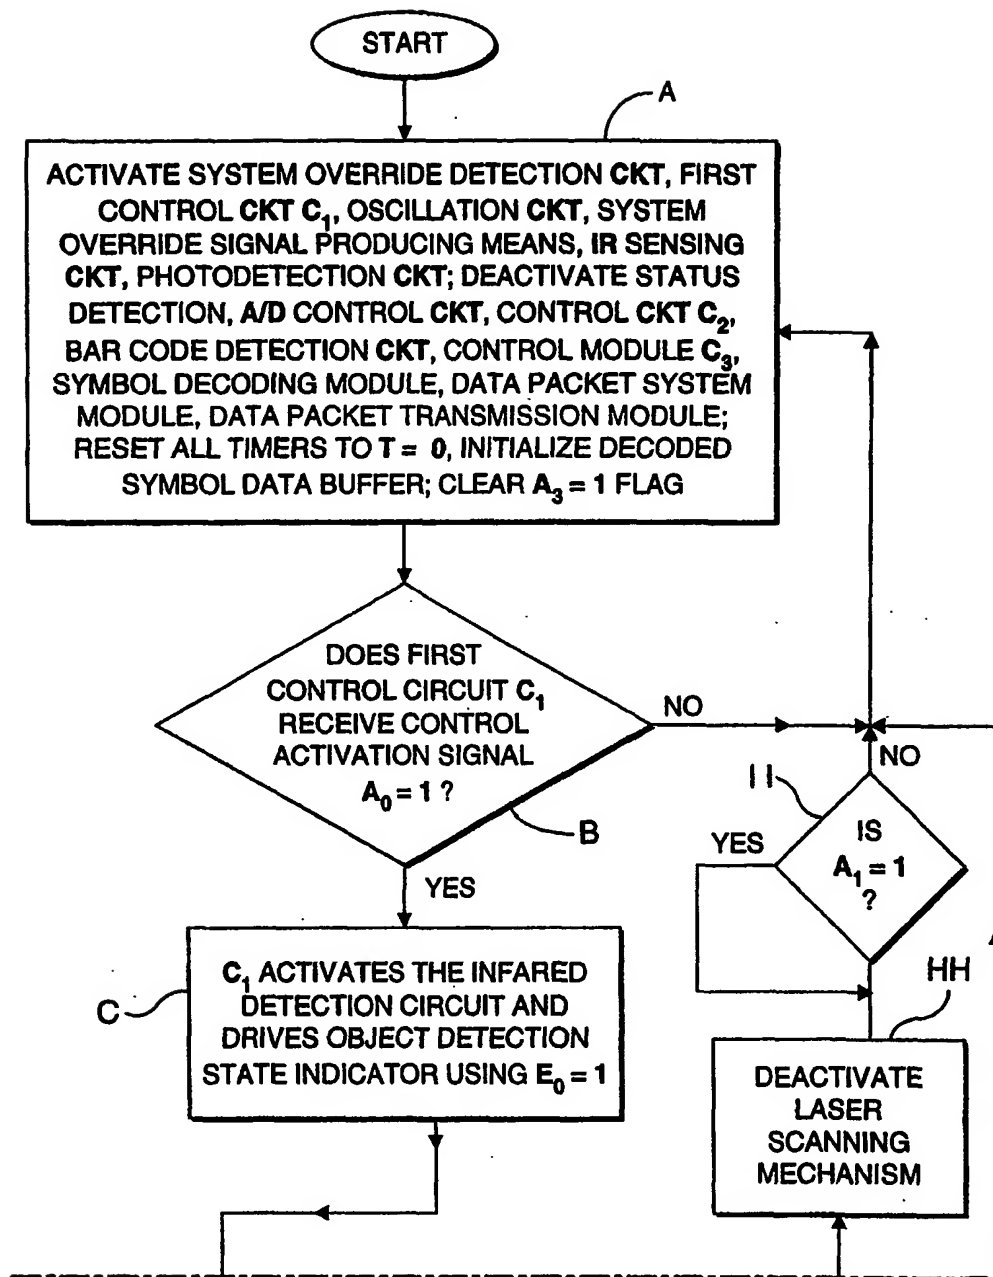 START
A
ACTIVATE SYSTEM OVERRIDE DETECTION CKT, FIRST
CONTROL CKT C₁, OSCILLATION CKT, SYSTEM
OVERRIDE SIGNAL PRODUCING MEANS, IR SENSING
CKT, PHOTODETECTION CKT; DEACTIVATE STATUS
DETECTION, A/D CONTROL CKT, CONTROL CKT C₂,
BAR CODE DETECTION CKT, CONTROL MODULE C₃,
SYMBOL DECODING MODULE, DATA PACKET SYSTEM
MODULE, DATA PACKET TRANSMISSION MODULE;
RESET ALL TIMERS TO T = 0, INITIALIZE DECODED
SYMBOL DATA BUFFER; CLEAR A₃ = 1 FLAG
DOES FIRST
CONTROL CIRCUIT C₁
RECEIVE CONTROL
ACTIVATION SIGNAL
A₀ = 1 ?
NO
B
YES
NO
II
IS
A₁ = 1
?
YES
C₁ ACTIVATES THE INFARED
DETECTION CIRCUIT AND
DRIVES OBJECT DETECTION
STATE INDICATOR USING E₀ = 1
C
HH
DEACTIVATE
LASER
SCANNING
MECHANISM